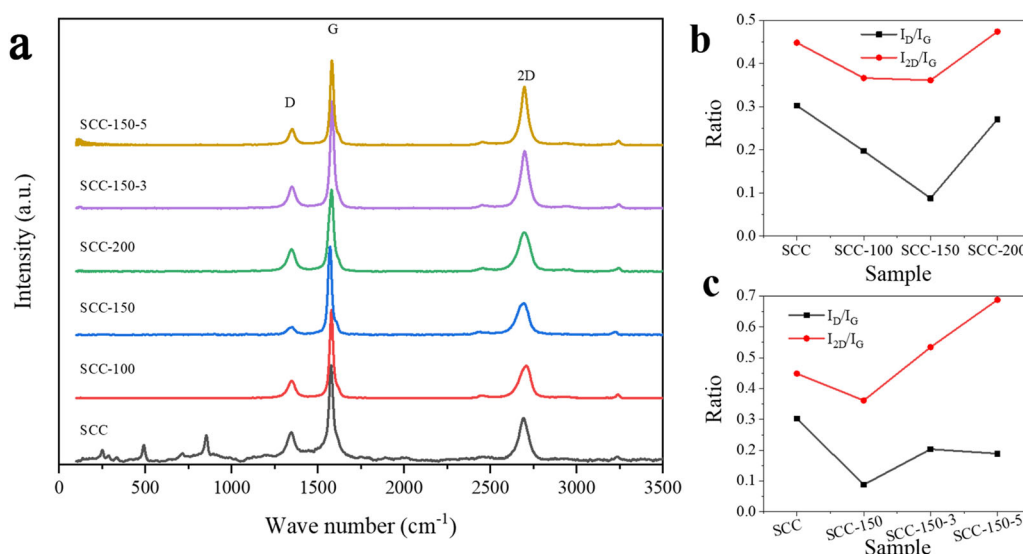 a
G
D
2D
SCC-150-5
SCC-150-3
SCC-200
SCC-150
SCC-100
SCC
Intensity (a.u.)
0 500 1000 1500 2000 2500 3000 3500
Wave number (cm⁻¹)
b
0.5
0.4
0.3
0.2
0.1
0.0
Ratio
I_D/I_G
I_2D/I_G
SCC SCC-100 SCC-150 SCC-200
Sample
c
0.7
0.6
0.5
0.4
0.3
0.2
0.1
0.0
Ratio
I_D/I_G
I_2D/I_G
SCC SCC-150 SCC-150-3 SCC-150-5
Sample